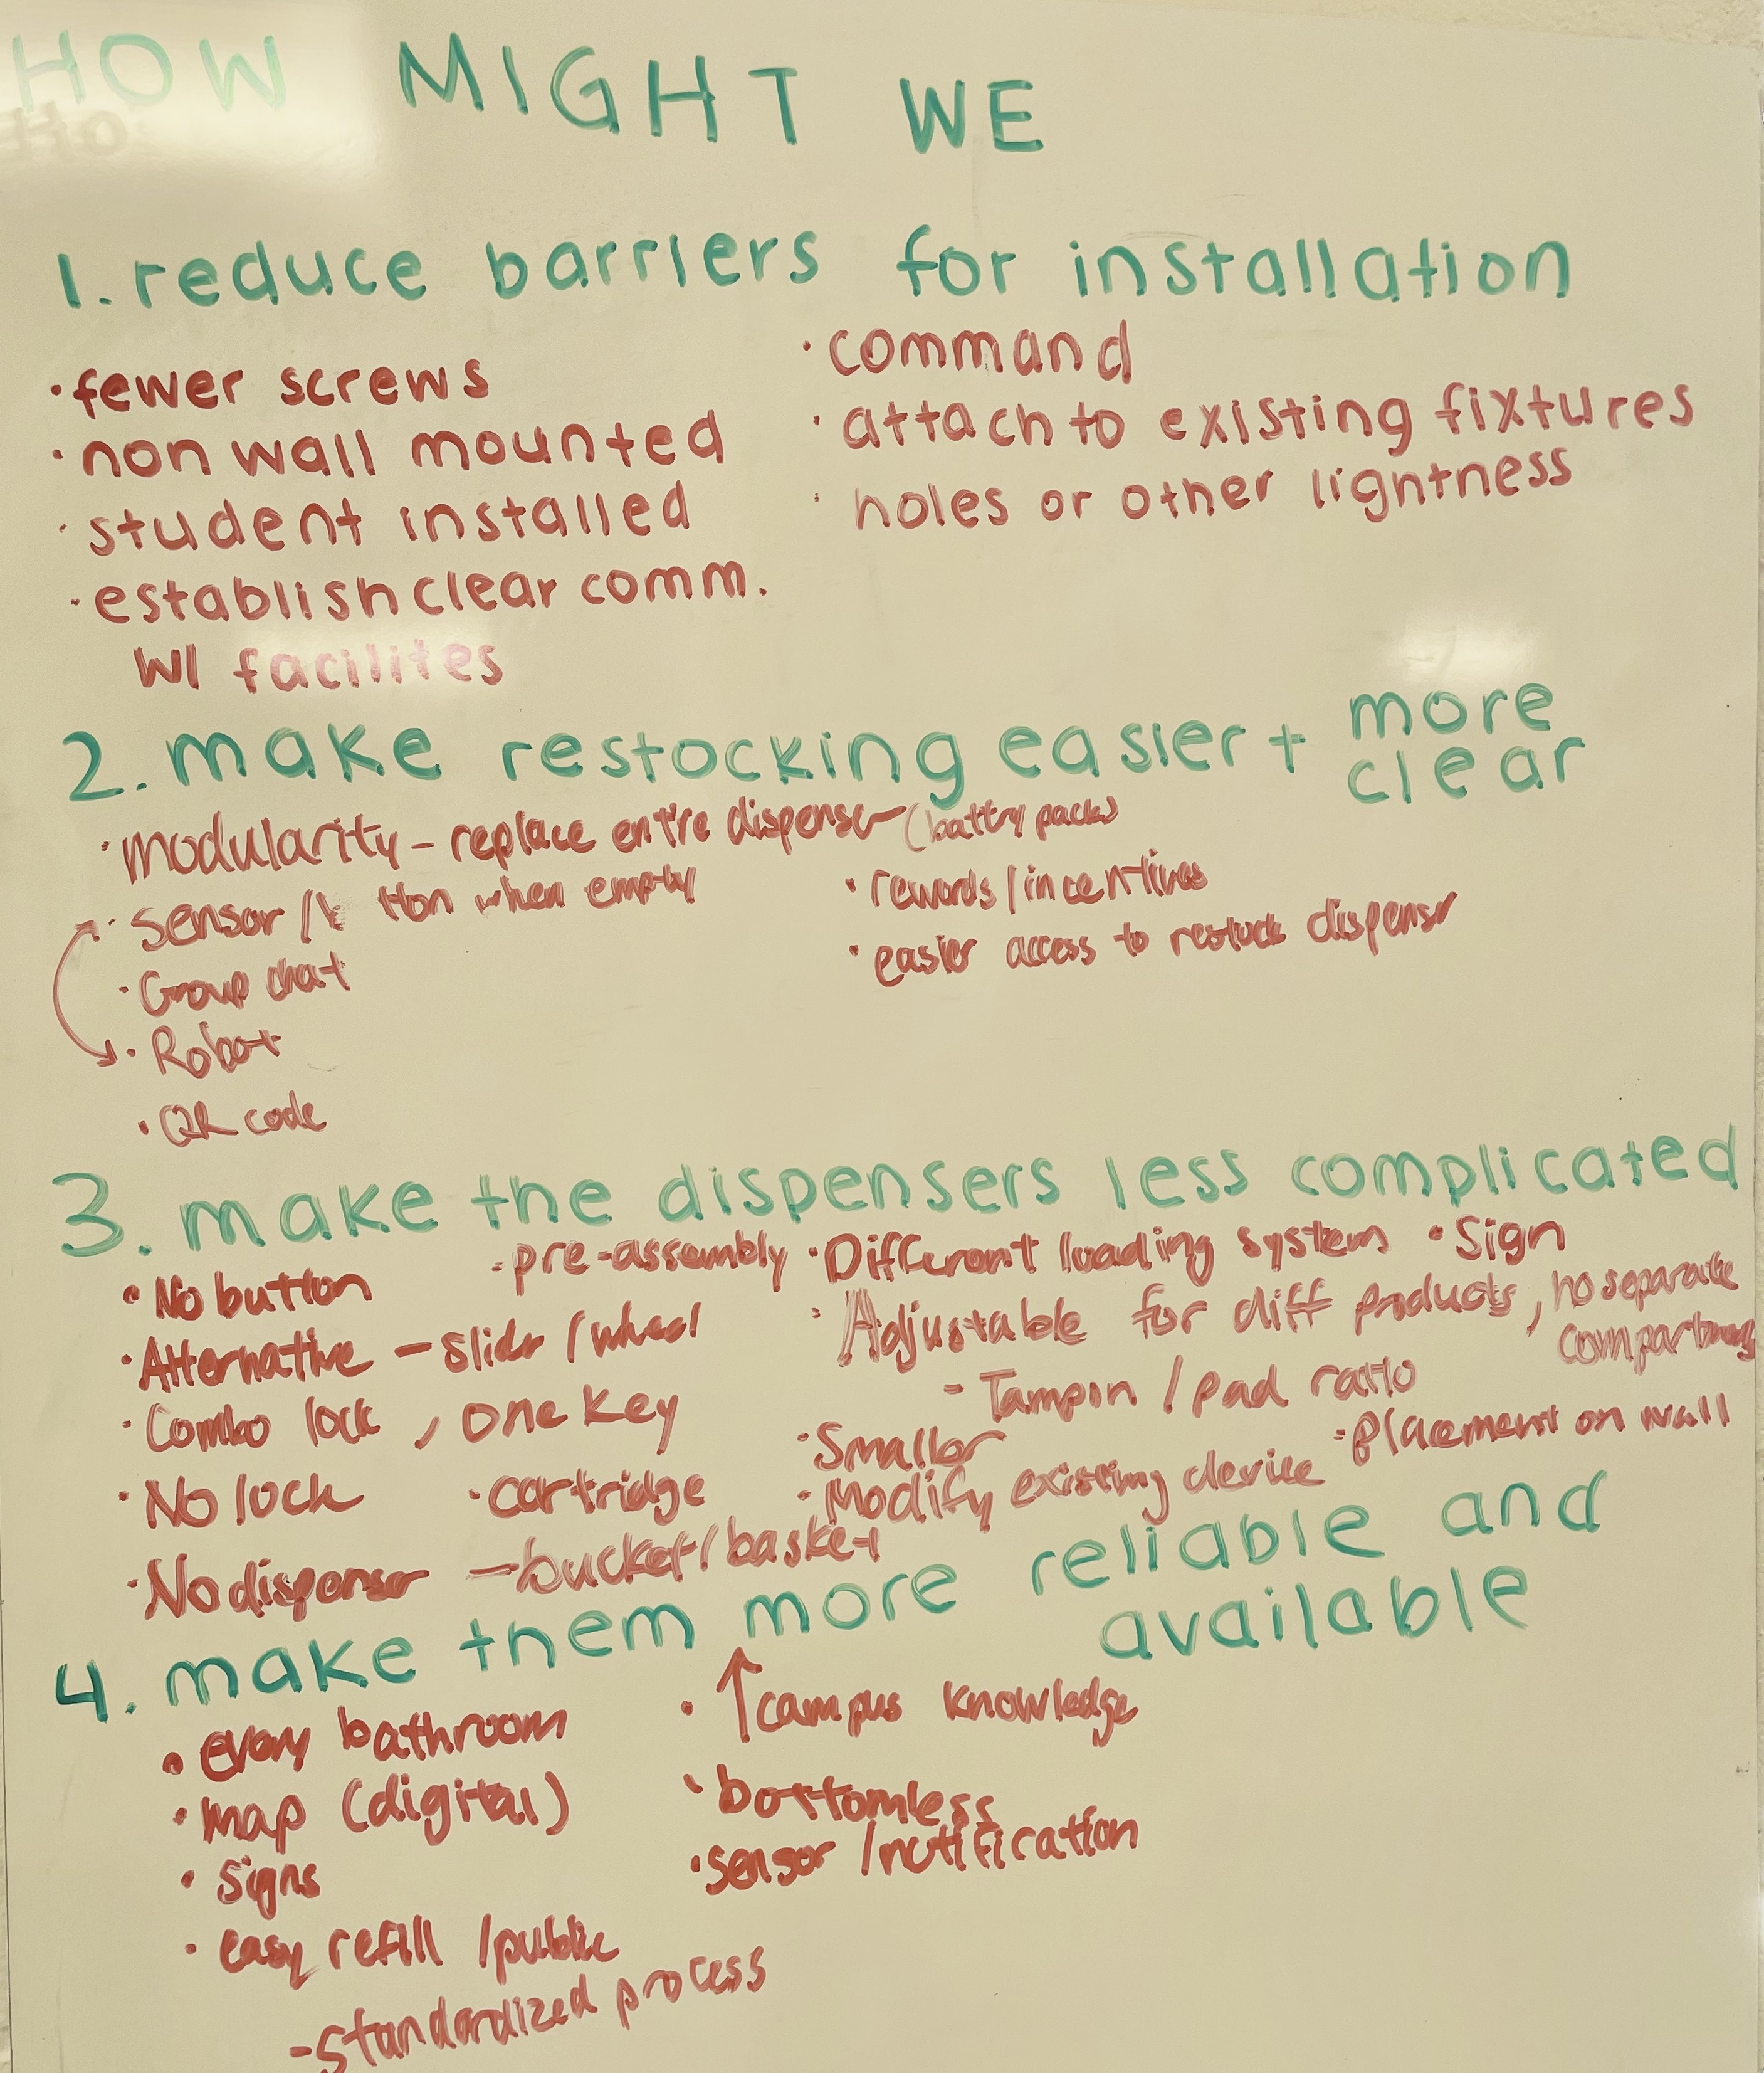 HOW MIGHT WE
1. reduce barriers for installation
• fewer screws
• non wall mounted
• student installed
• establish clear comm.
w/ facilites
• command
• attach to existing fixtures
• holes or other lightness
2. make restocking easier + more
clear
• modularity - replace entire dispenser (battry packs)
• Sensor / tton when empty
• Group chat
• Robot
• QR code
• rewards/incentives
• easier access to restock dispensr
3. make the dispensers less complicated
• No button
• Alternative - slider / wheel
• Combo lock, one key
• No lock
• No dispenser - bucket/basket
- pre-assembly
• cartridge
• Different loading system
• Sign
• Adjustable for diff products, no separate
compartments
- Tampon / pad ratio
• Smaller
• Modify existing device
• Placement on wall
4. make them more reliable and
available
• every bathroom
• map (digital)
• Signs
• easy refill /public
- standardized process
• ↑ campus knowledge
• bottomless
• sensor /notification